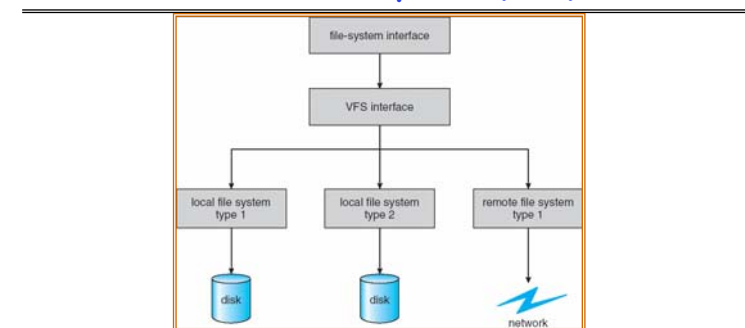 file-system interface
VFS interface
local file system
type 1
local file system
type 2
remote file system
type 1
disk
disk
network